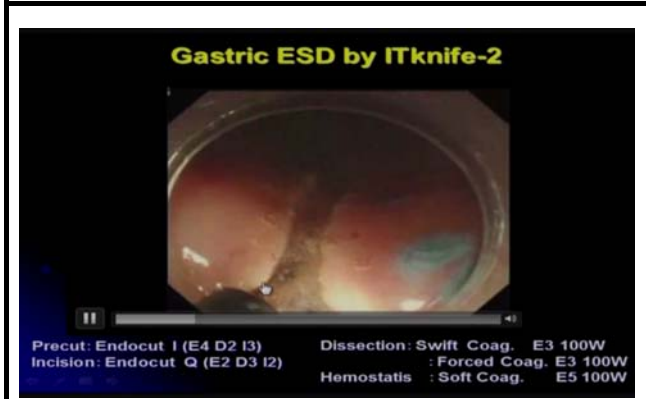 Gastric ESD by ITknife-2
Precut: Endocut I (E4 D2 I3)
Incision: Endocut Q (E2 D3 I2)
Dissection: Swift Coag. E3 100W
: Forced Coag. E3 100W
Hemostatis : Soft Coag. E5 100W